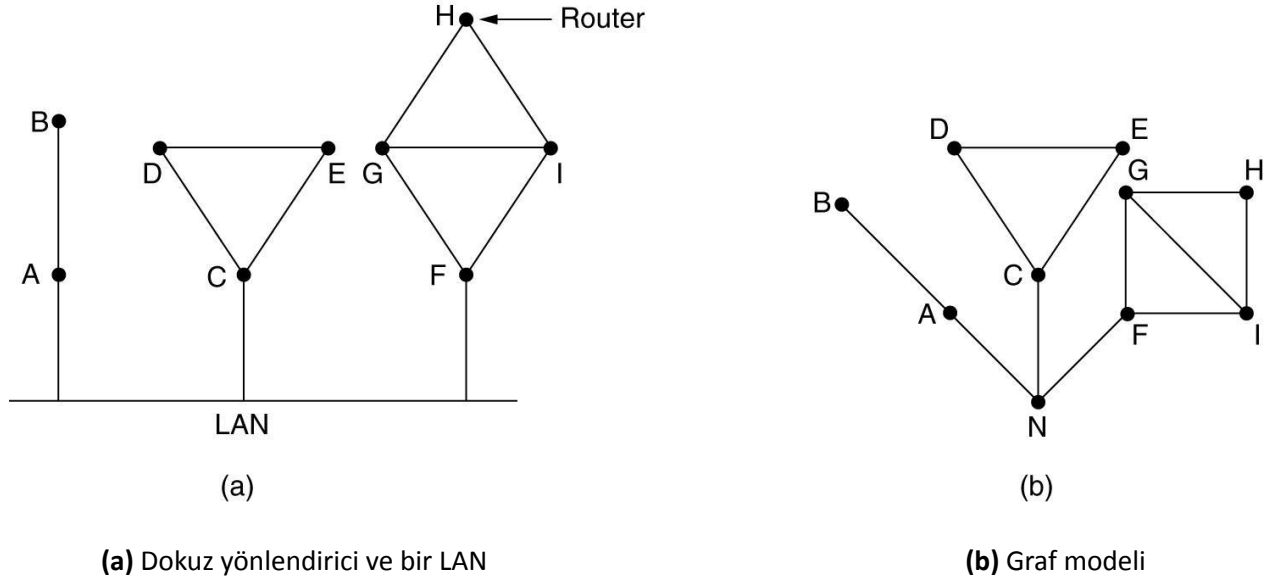 H Router
B
D E G I
A C F
LAN
(a)
D E
G H
B
C
A F I
N
(b)
(a) Dokuz yönlendirici ve bir LAN
(b) Graf modeli